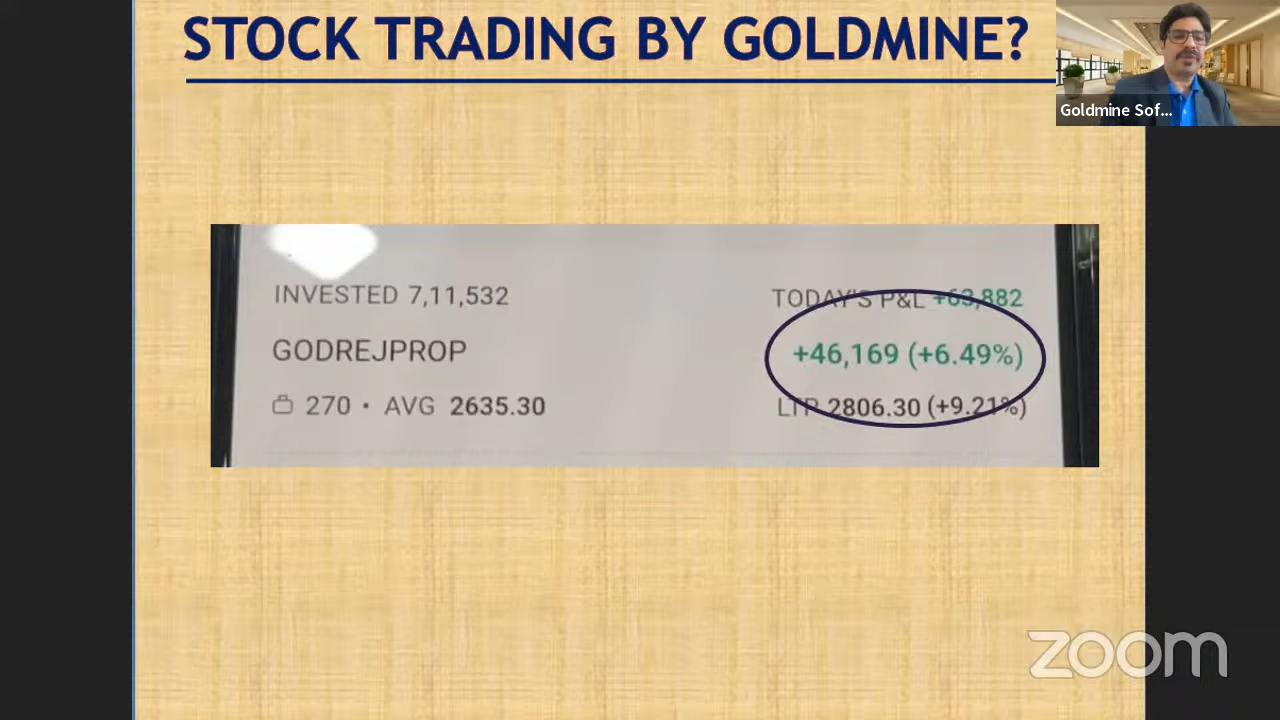 STOCK TRADING BY GOLDMINE?
Goldmine Sof...
INVESTED 7,11,532
TODAY'S P&L +63,882
GODREJPROP
+46,169 (+6.49%)
270 • AVG 2635.30
LTP 2806.30 (+9.21%)
zoom